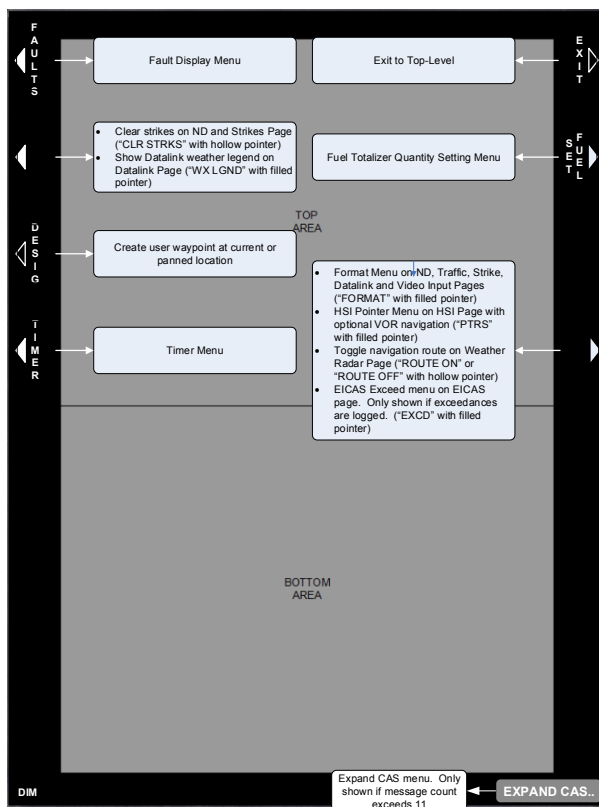 FAULTS
Fault Display Menu
Exit to Top-Level
EXIT
• Clear strikes on ND and Strikes Page
("CLR STRKS" with hollow pointer)
• Show Datalink weather legend on
Datalink Page ("WX LGND" with filled
pointer)
Fuel Totalizer Quantity Setting Menu
SET
FUEL
TOP
AREA
DESIG
Create user waypoint at current or
panned location
• Format Menu on ND, Traffic, Strike,
Datalink and Video Input Pages
("FORMAT" with filled pointer)
• HSI Pointer Menu on HSI Page with
optional VOR navigation ("PTRS"
with filled pointer)
• Toggle navigation route on Weather
Radar Page ("ROUTE ON" or
"ROUTE OFF" with hollow pointer)
• EICAS Exceed menu on EICAS
page. Only shown if exceedances
are logged. ("EXCD" with filled
pointer)
TIMER
Timer Menu
BOTTOM
AREA
DIM
Expand CAS menu. Only
shown if message count
exceeds 11
EXPAND CAS..